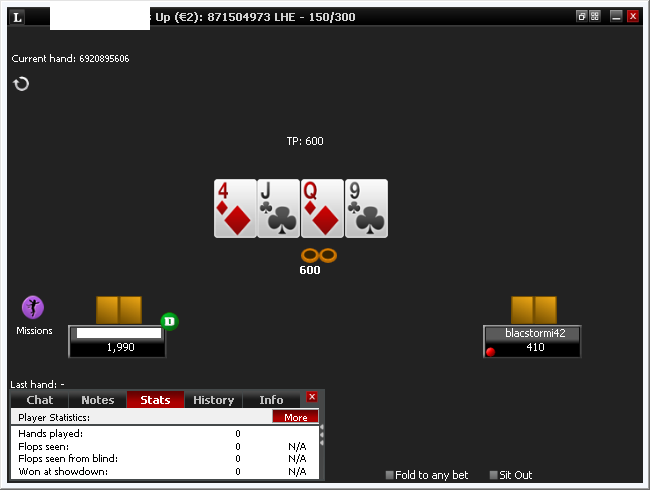 L
s Up (€2): 871504973 LHE - 150/300
Current hand: 6920895606
TP: 600
4 J Q 9
600
Missions
D
1,990
blacstormi42
410
Last hand: -
Chat Notes Stats History Info
Player Statistics: More
Hands played: 0
Flops seen: 0 N/A
Flops seen from blind: 0 N/A
Won at showdown: 0 N/A
Fold to any bet Sit Out